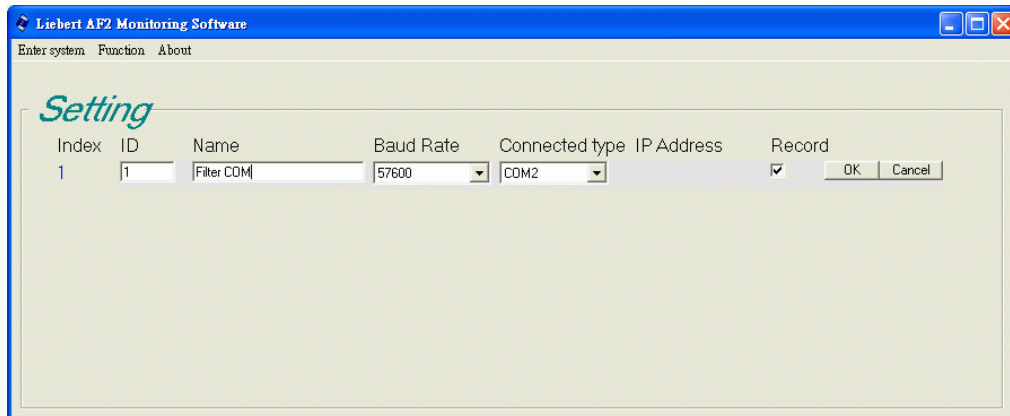 Liebert AF2 Monitoring Software
Enter system Function About
Setting
Index ID Name Baud Rate Connected type IP Address Record
1 1 Filter COM 57600 COM2 OK Cancel